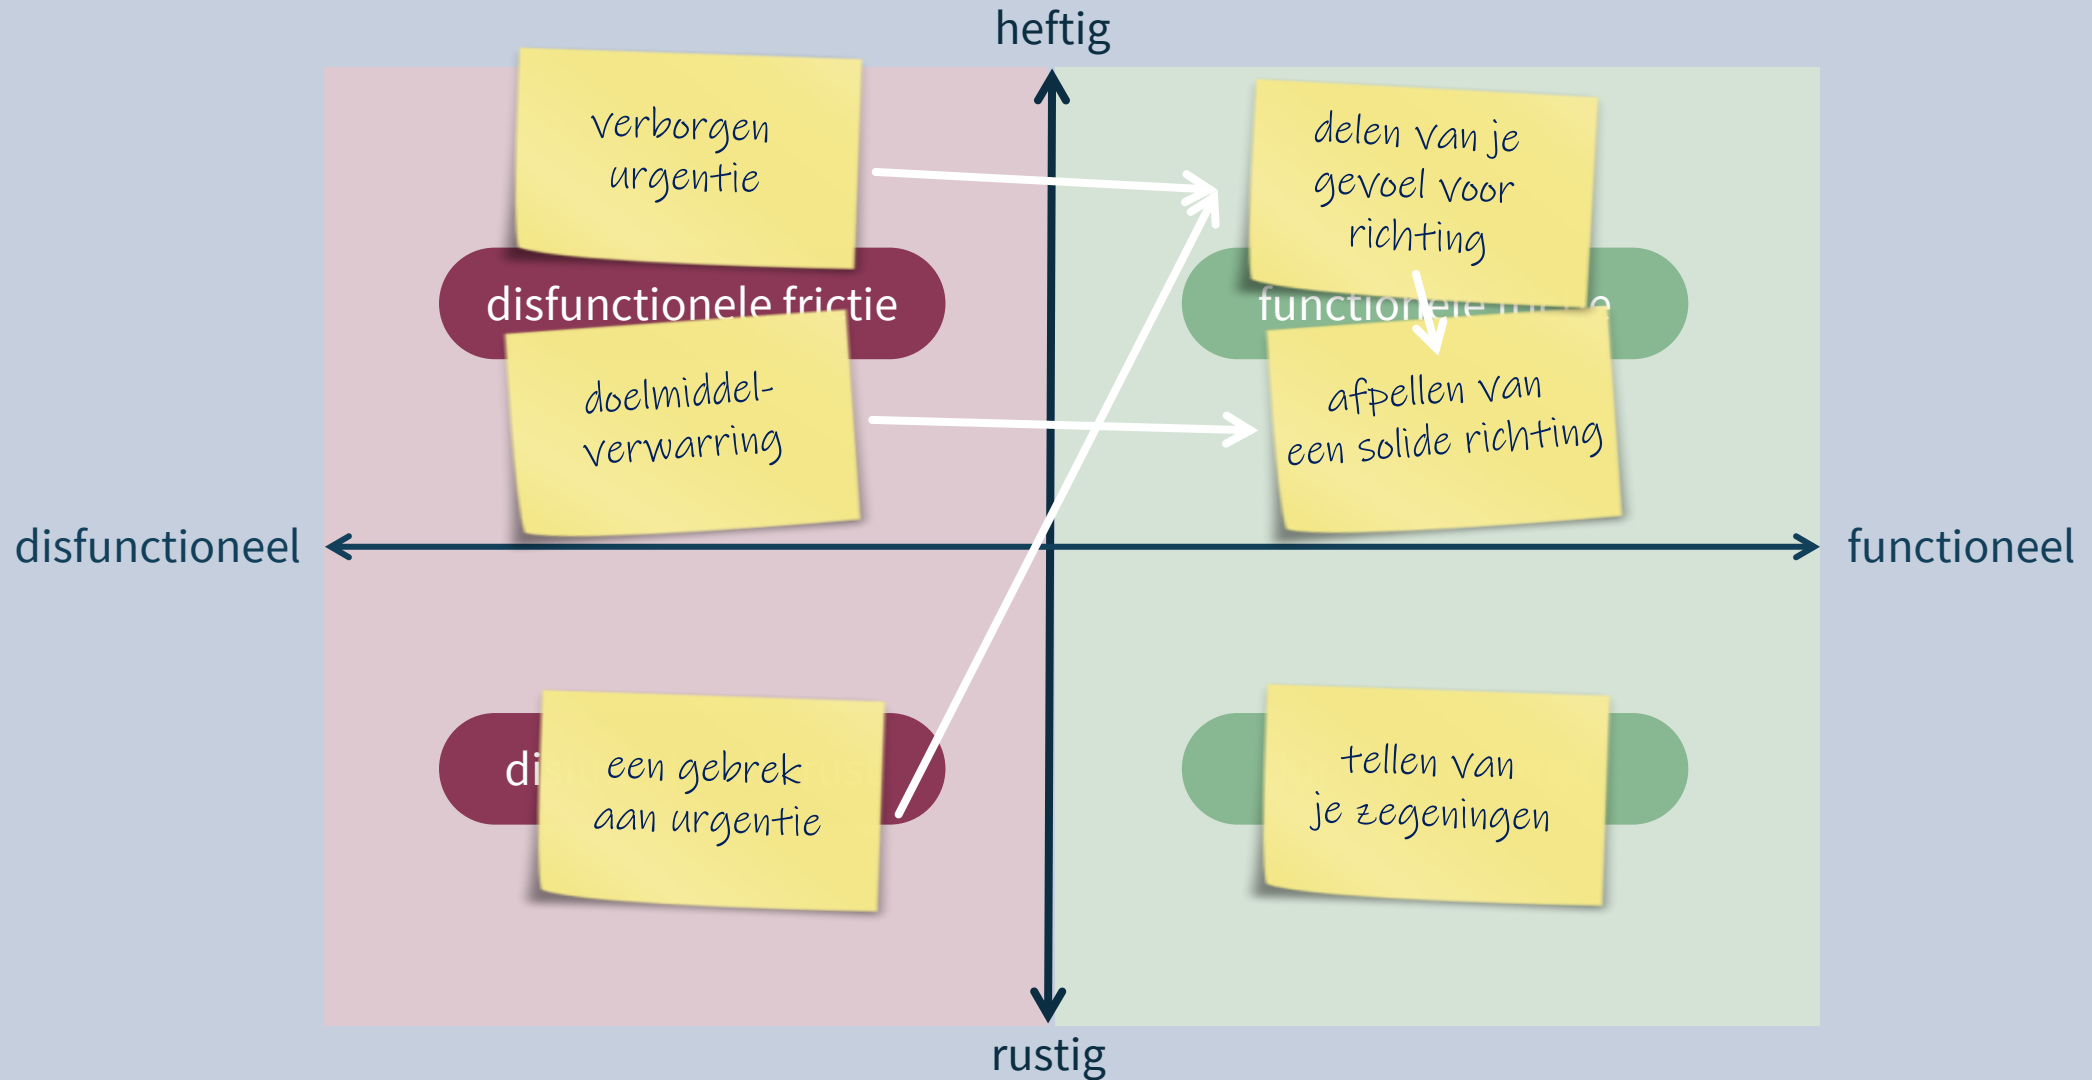 heftig
verborgen
urgentie
delen van je
gevoel voor
richting
disfunctionele frictie
functionele
doelmiddel-
verwarring
afpellen van
een solide richting
disfunctioneel
functioneel
een gebrek
aan urgentie
tellen van
je zegeningen
rustig